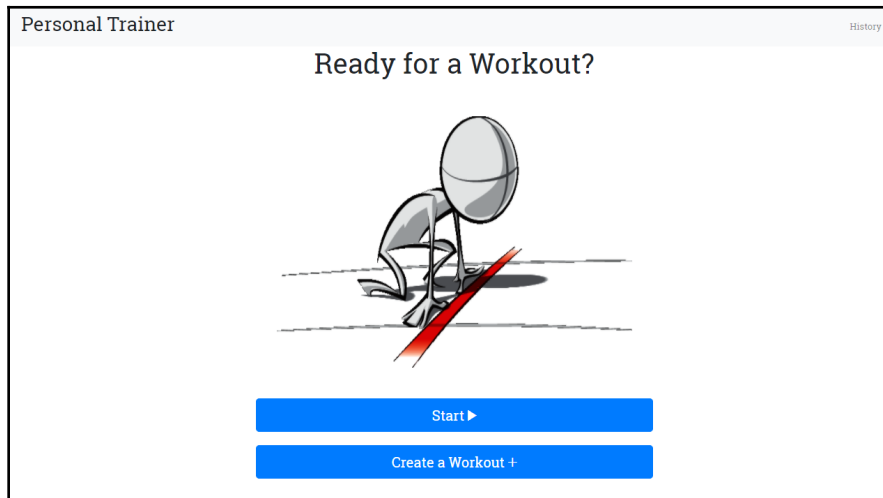 Personal Trainer
History
Ready for a Workout?
Start
Create a Workout +